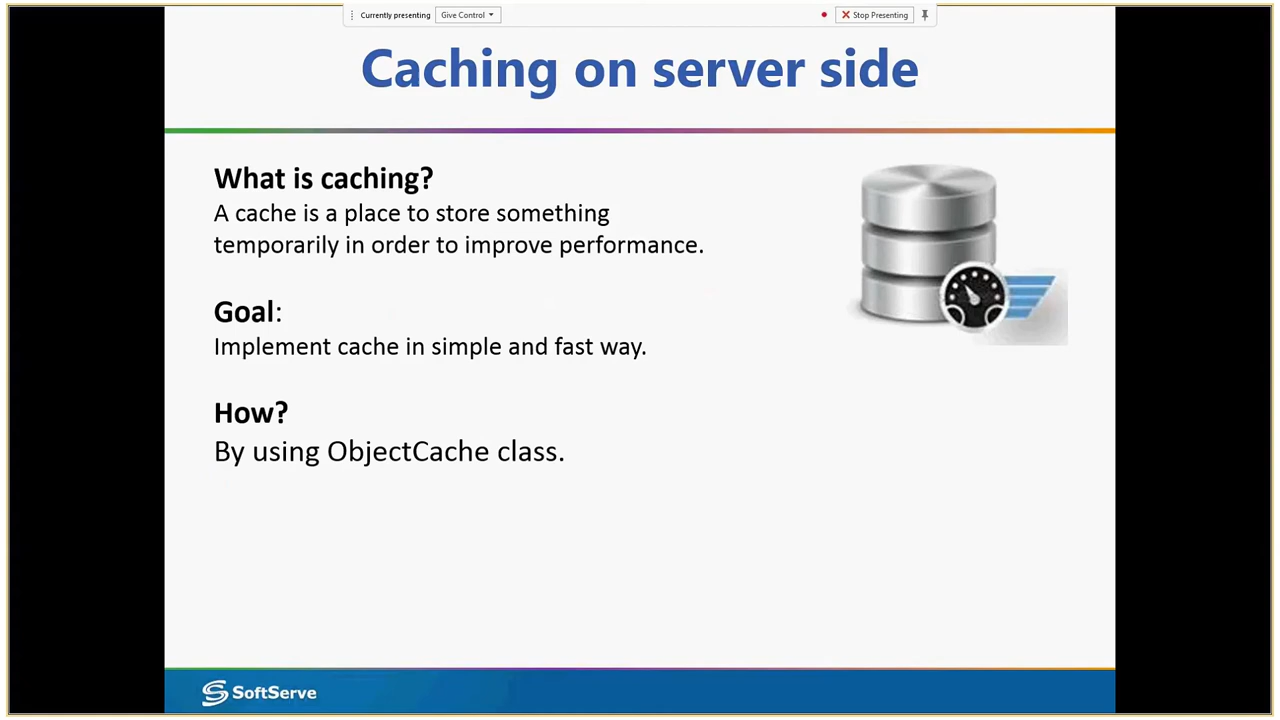 Currently presenting Give Control Stop Presenting
Caching on server side
What is caching?
A cache is a place to store something
temporarily in order to improve performance.
Goal:
Implement cache in simple and fast way.
How?
By using ObjectCache class.
SoftServe